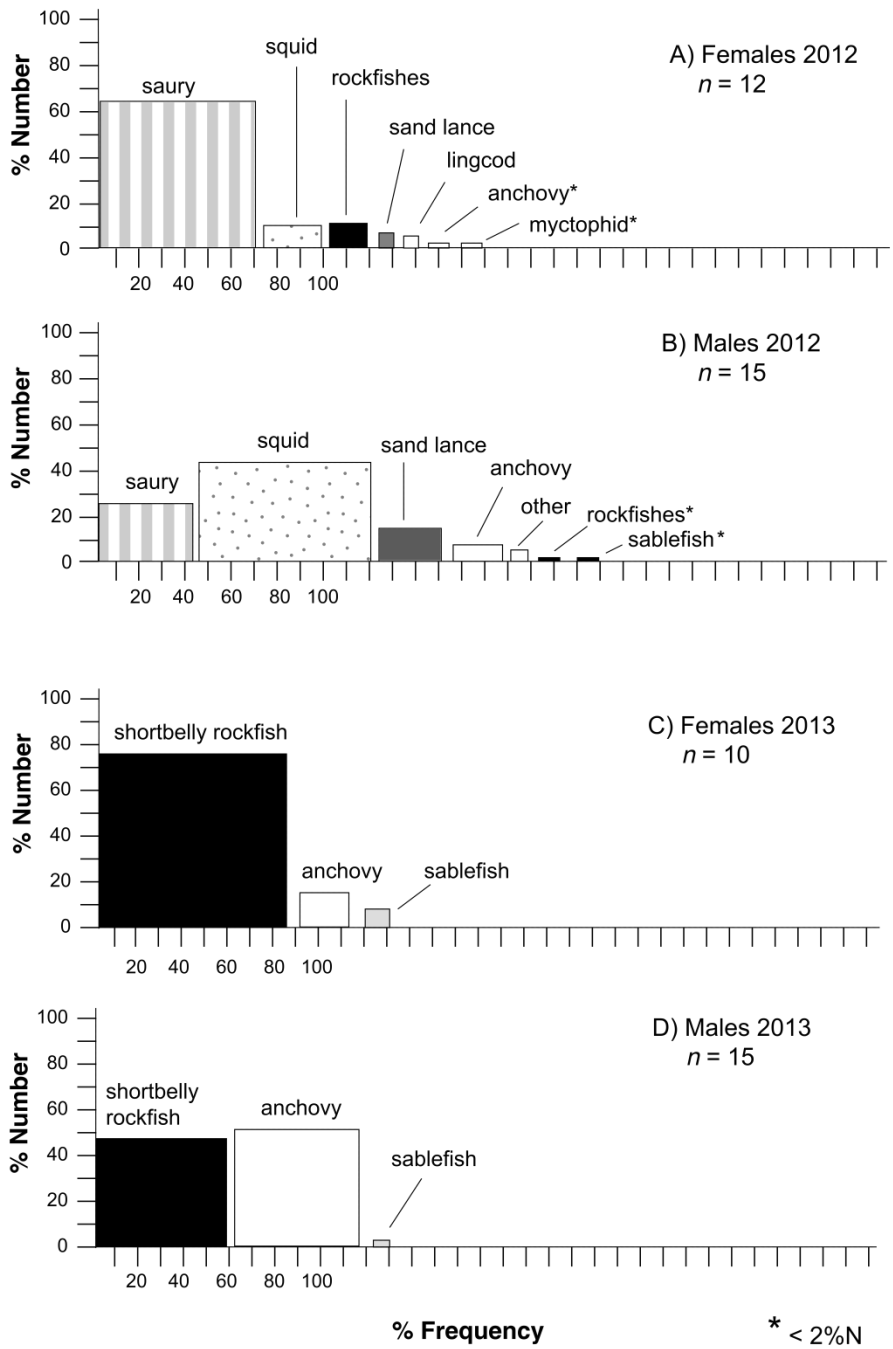 % Number
100
80
60
40
20
0
saury
squid
rockfishes
sand lance
lingcod
anchovy*
myctophid*
A) Females 2012
n = 12
20 40 60 80 100
% Number
100
80
60
40
20
0
saury
squid
sand lance
anchovy
other
rockfishes*
sablefish*
B) Males 2012
n = 15
20 40 60 80 100
% Number
100
80
60
40
20
0
shortbelly rockfish
anchovy
sablefish
C) Females 2013
n = 10
20 40 60 80 100
% Number
100
80
60
40
20
0
shortbelly
rockfish
anchovy
sablefish
D) Males 2013
n = 15
20 40 60 80 100
% Frequency
* < 2%N